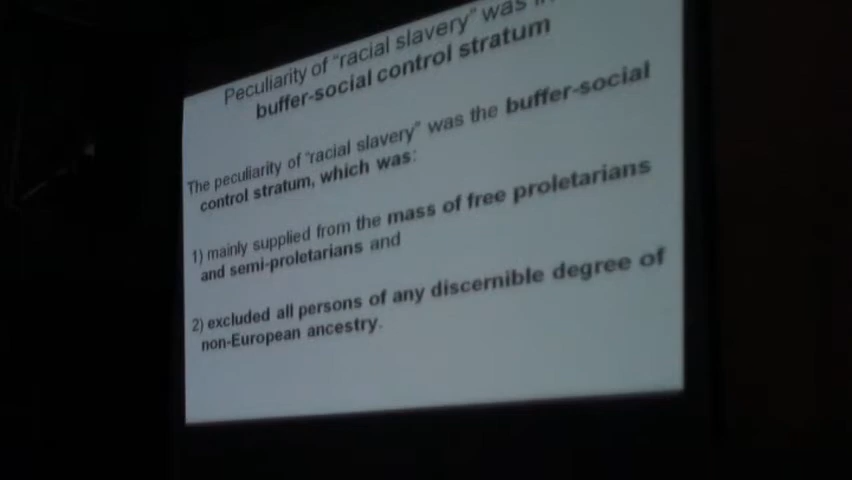 Peculiarity of "racial slavery" was
buffer-social control stratum
The peculiarity of "racial slavery" was the buffer-social
control stratum, which was:
1) mainly supplied from the mass of free proletarians
and semi-proletarians and
2) excluded all persons of any discernible degree of
non-European ancestry.